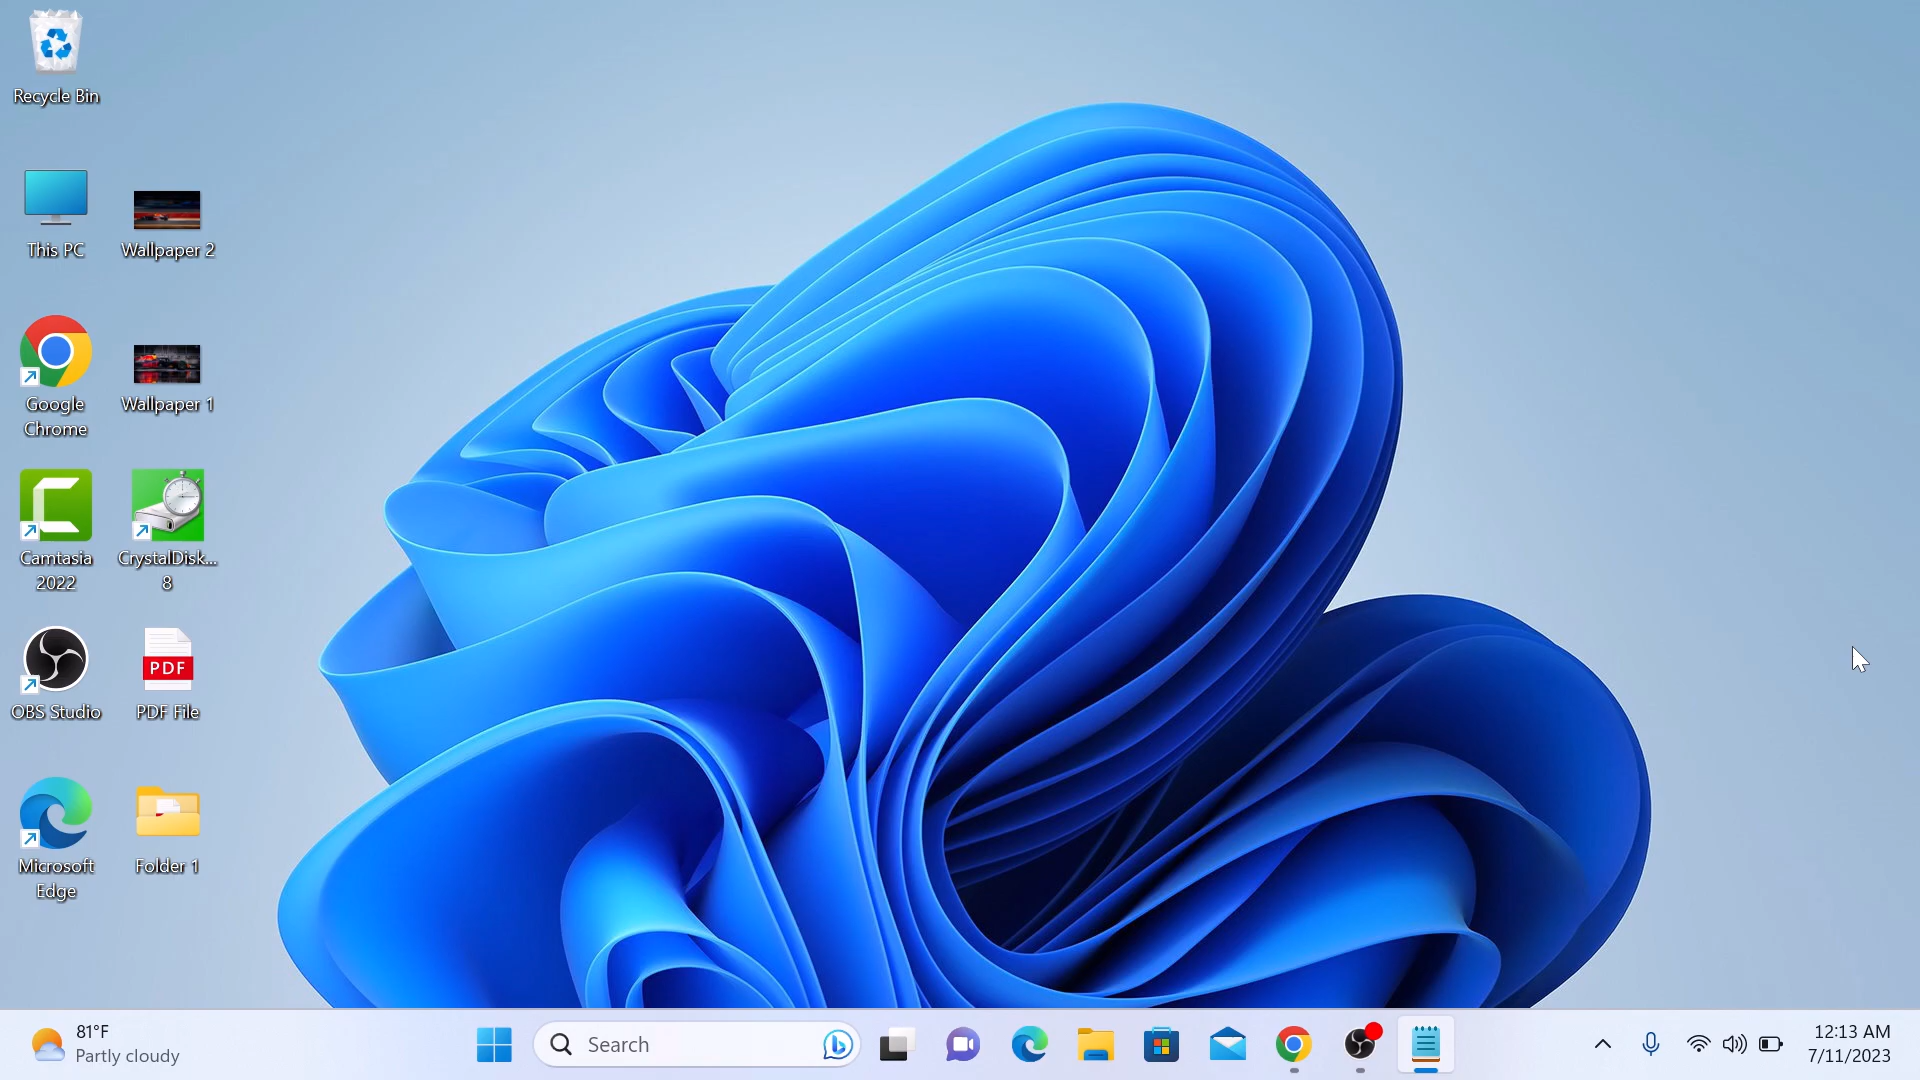 Recycle Bin
This PC
Wallpaper 2
Google
Chrome
Wallpaper 1
Camtasia
2022
CrystalDisk...
8
OBS Studio
PDF
PDF File
Microsoft
Edge
Folder 1
81°F
Partly cloudy
Search
12:13 AM
7/11/2023